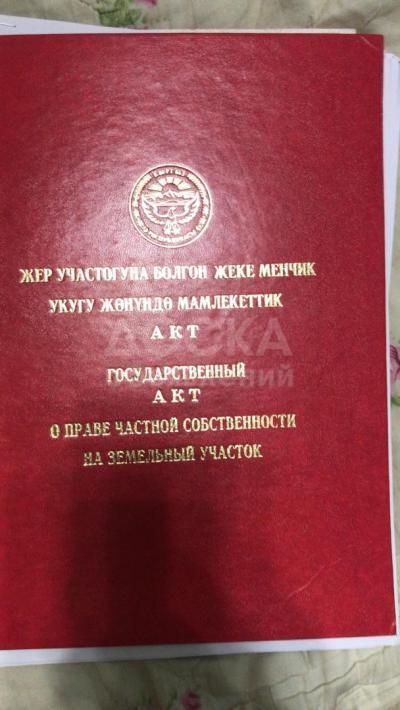 ЖЕР УЧАСТОГУНА БОЛГОН ЖЕКЕ МЕНЧИК
УКУГУ ЖӨНҮНДӨ МАМЛЕКЕТТИК
АКТ
ГОСУДАРСТВЕННЫЙ
АКТ
О ПРАВЕ ЧАСТНОЙ СОБСТВЕННОСТИ
НА ЗЕМЕЛЬНЫЙ УЧАСТОК